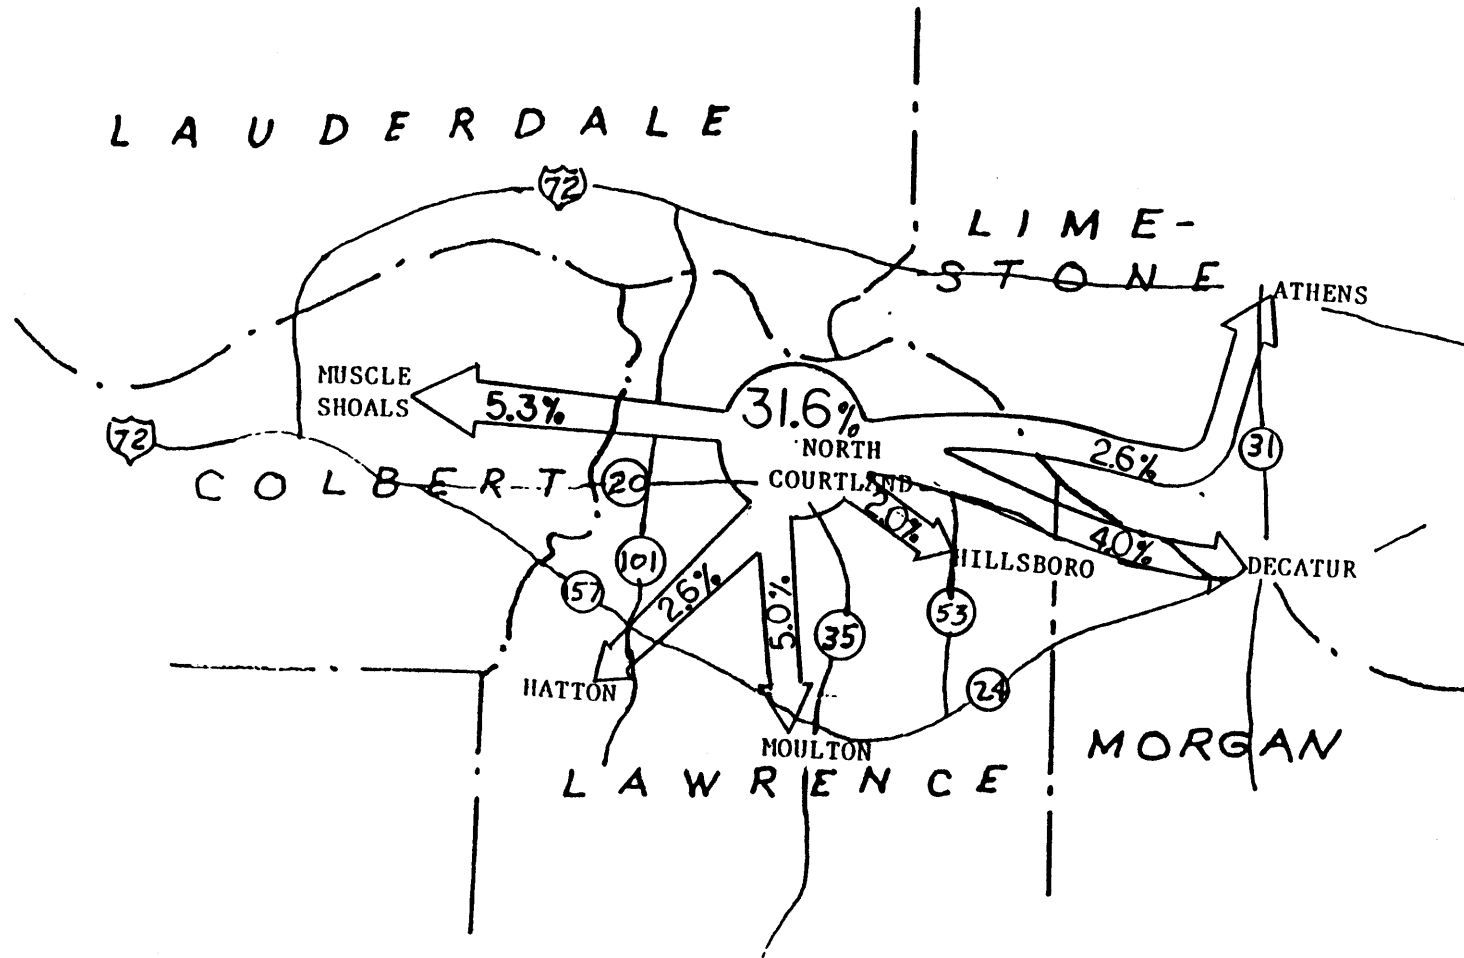 LAUDERDALE
72
LIME-
STONE
ATHENS
MUSCLE
SHOALS
5.3%
31.6%
NORTH
COURTLAND
2.6%
31
72
COLBERT
20
2.0%
4.0%
HILLSBORO
DECATUR
101
57
2.6%
5.0%
35
53
24
HATTON
MOULTON
MORGAN
LAWRENCE